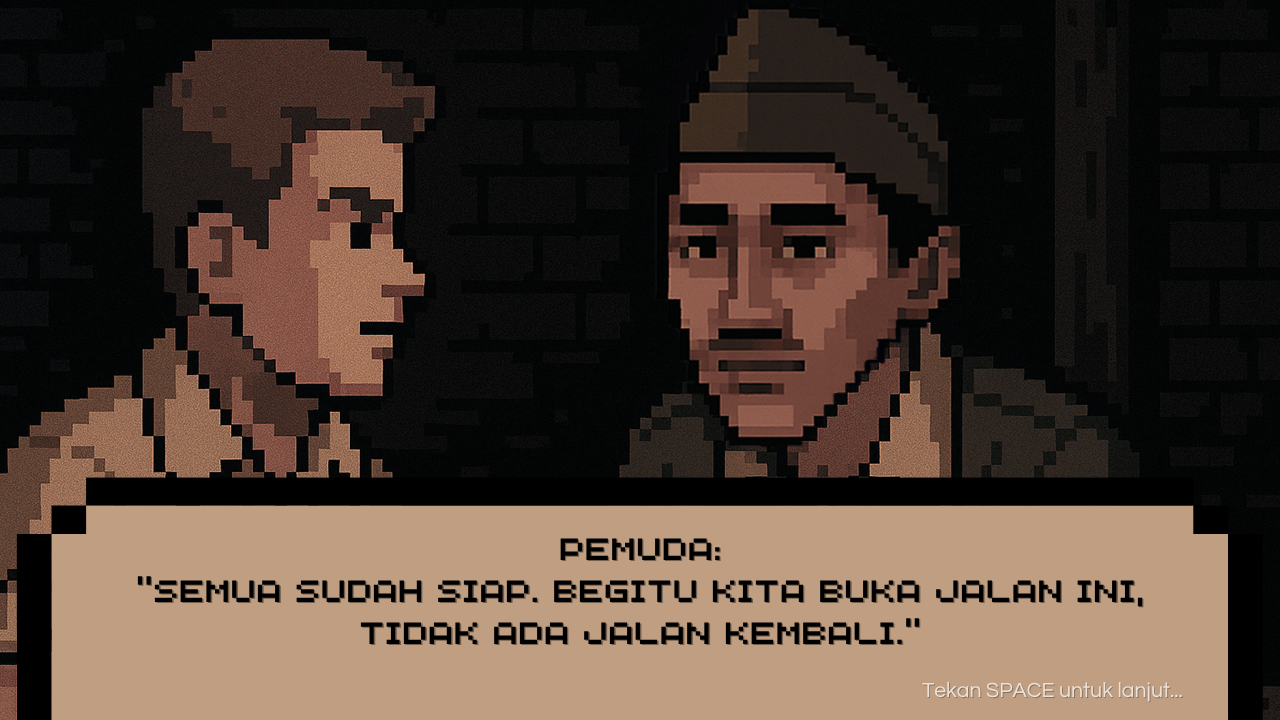 PEMUDA:
"SEMUA SUDAH SIAP. BEGITU KITA BUKA JALAN INI,
TIDAK ADA JALAN KEMBALI."
Tekan SPACE untuk lanjut...